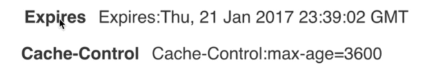 Expires Expires:Thu, 21 Jan 2017 23:39:02 GMT
Cache-Control Cache-Control:max-age=3600